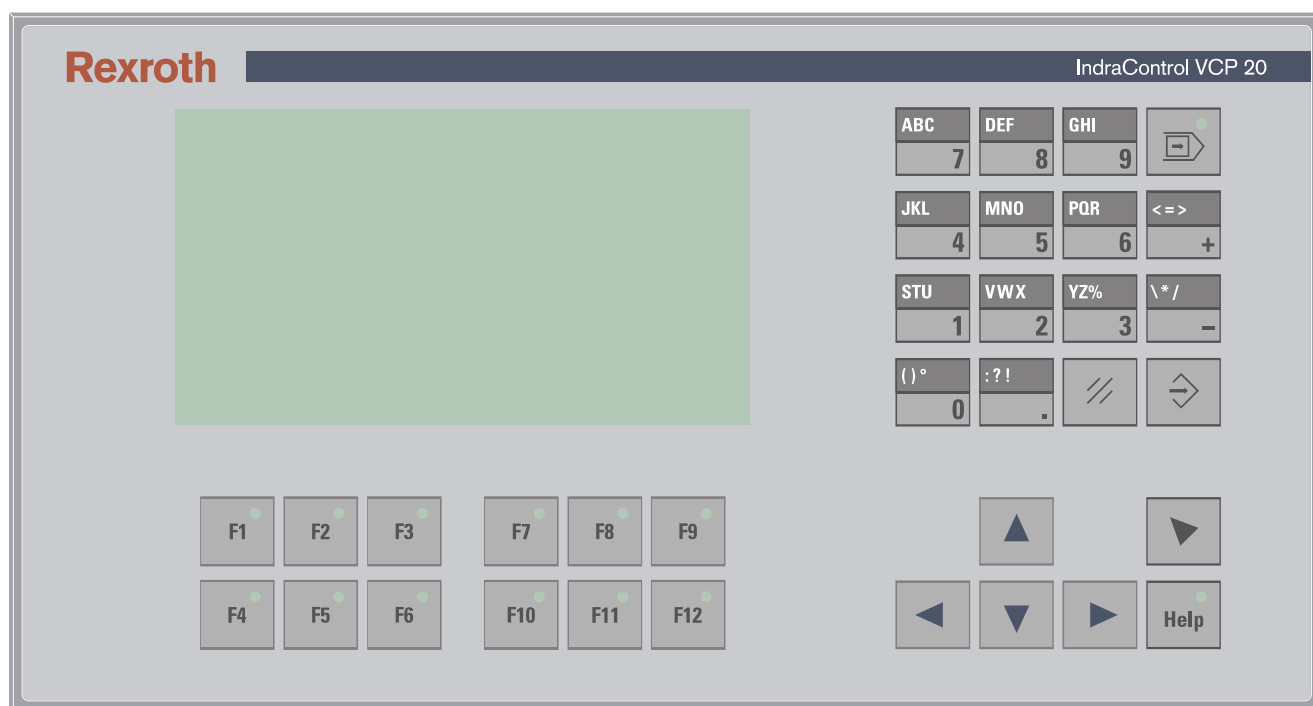 Rexroth IndraControl VCP 20
ABC DEF GHI
7 8 9
JKL MNO PQR <=>
4 5 6 +
STU VWX YZ% \*/
1 2 3 –
()° :?!
0 .
F1 F2 F3 F7 F8 F9
F4 F5 F6 F10 F11 F12 Help